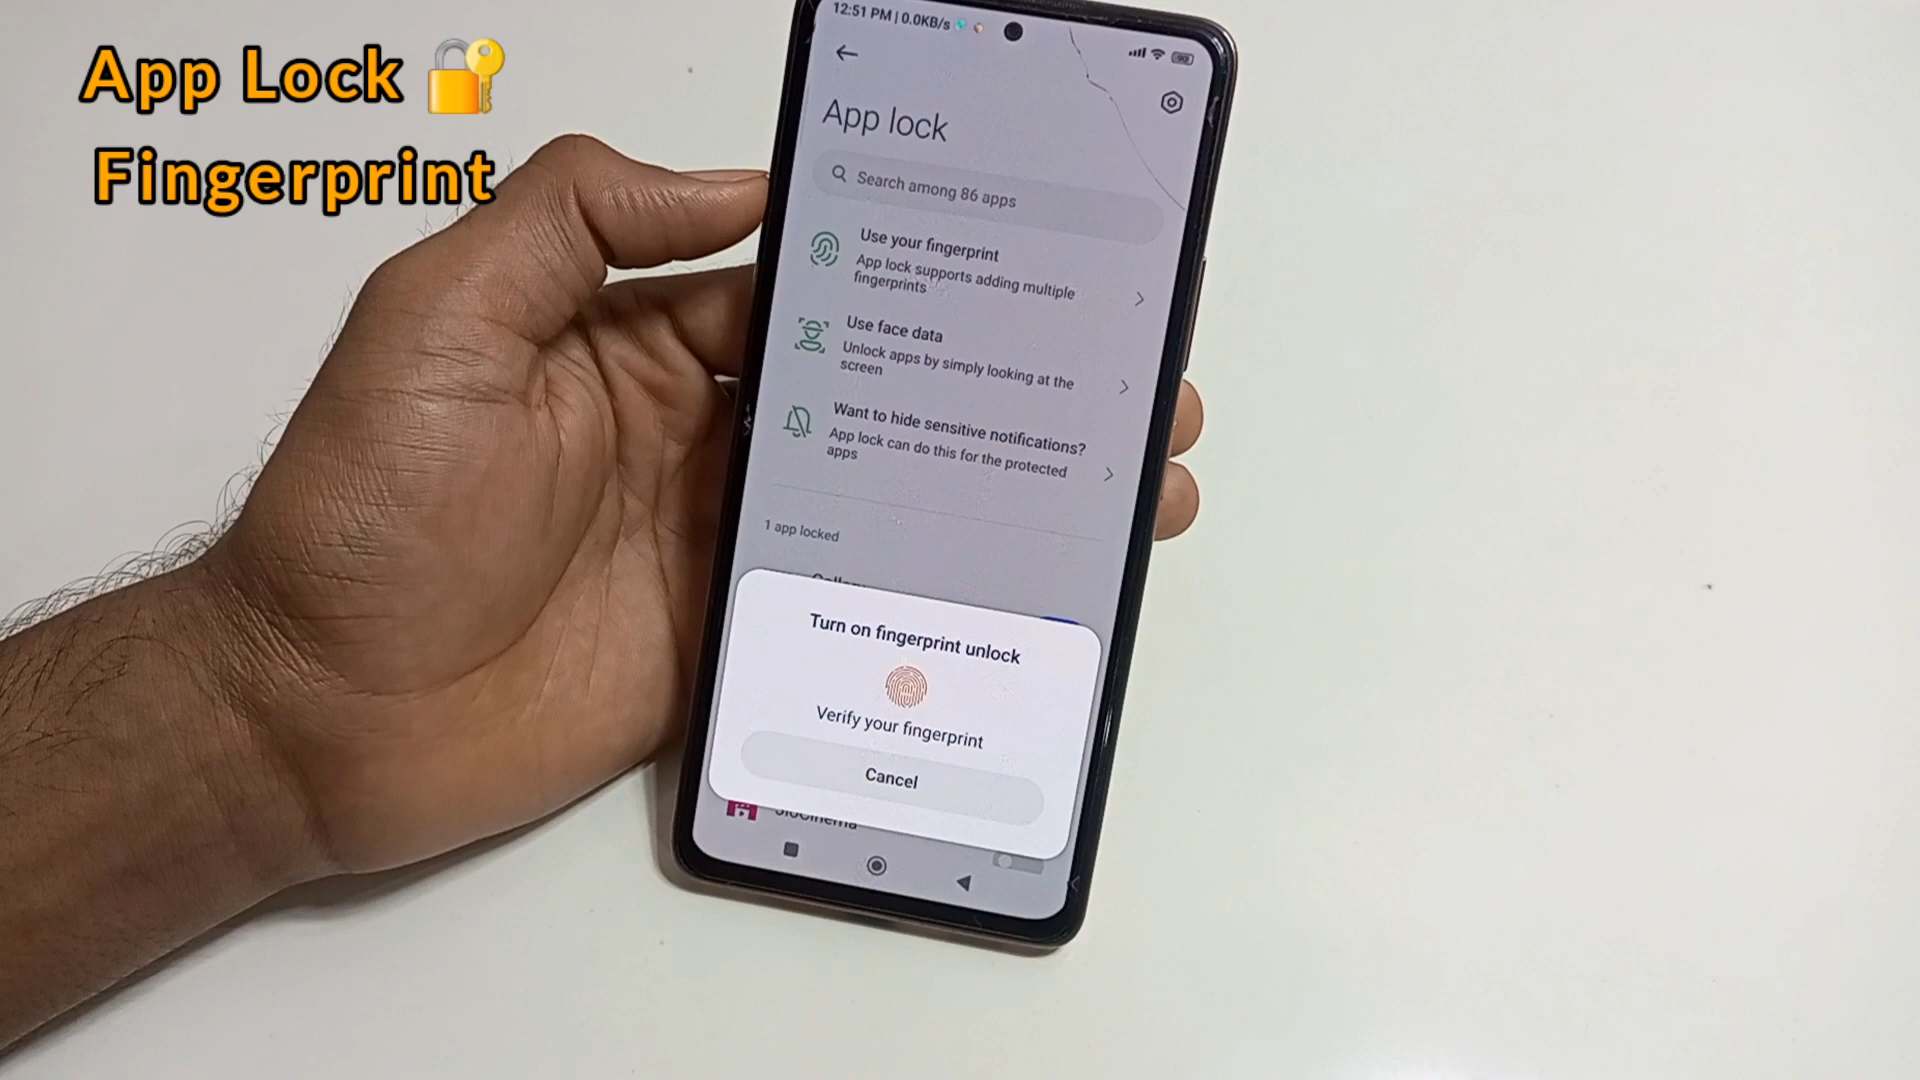 App Lock 🔐
Fingerprint
12:51 PM | 0.0KB/s
90
App lock
Search among 86 apps
Use your fingerprint
App lock supports adding multiple
fingerprints
Use face data
Unlock apps by simply looking at the
screen
Want to hide sensitive notifications?
App lock can do this for the protected
apps
1 app locked
Turn on fingerprint unlock
Verify your fingerprint
Cancel
JioCinema